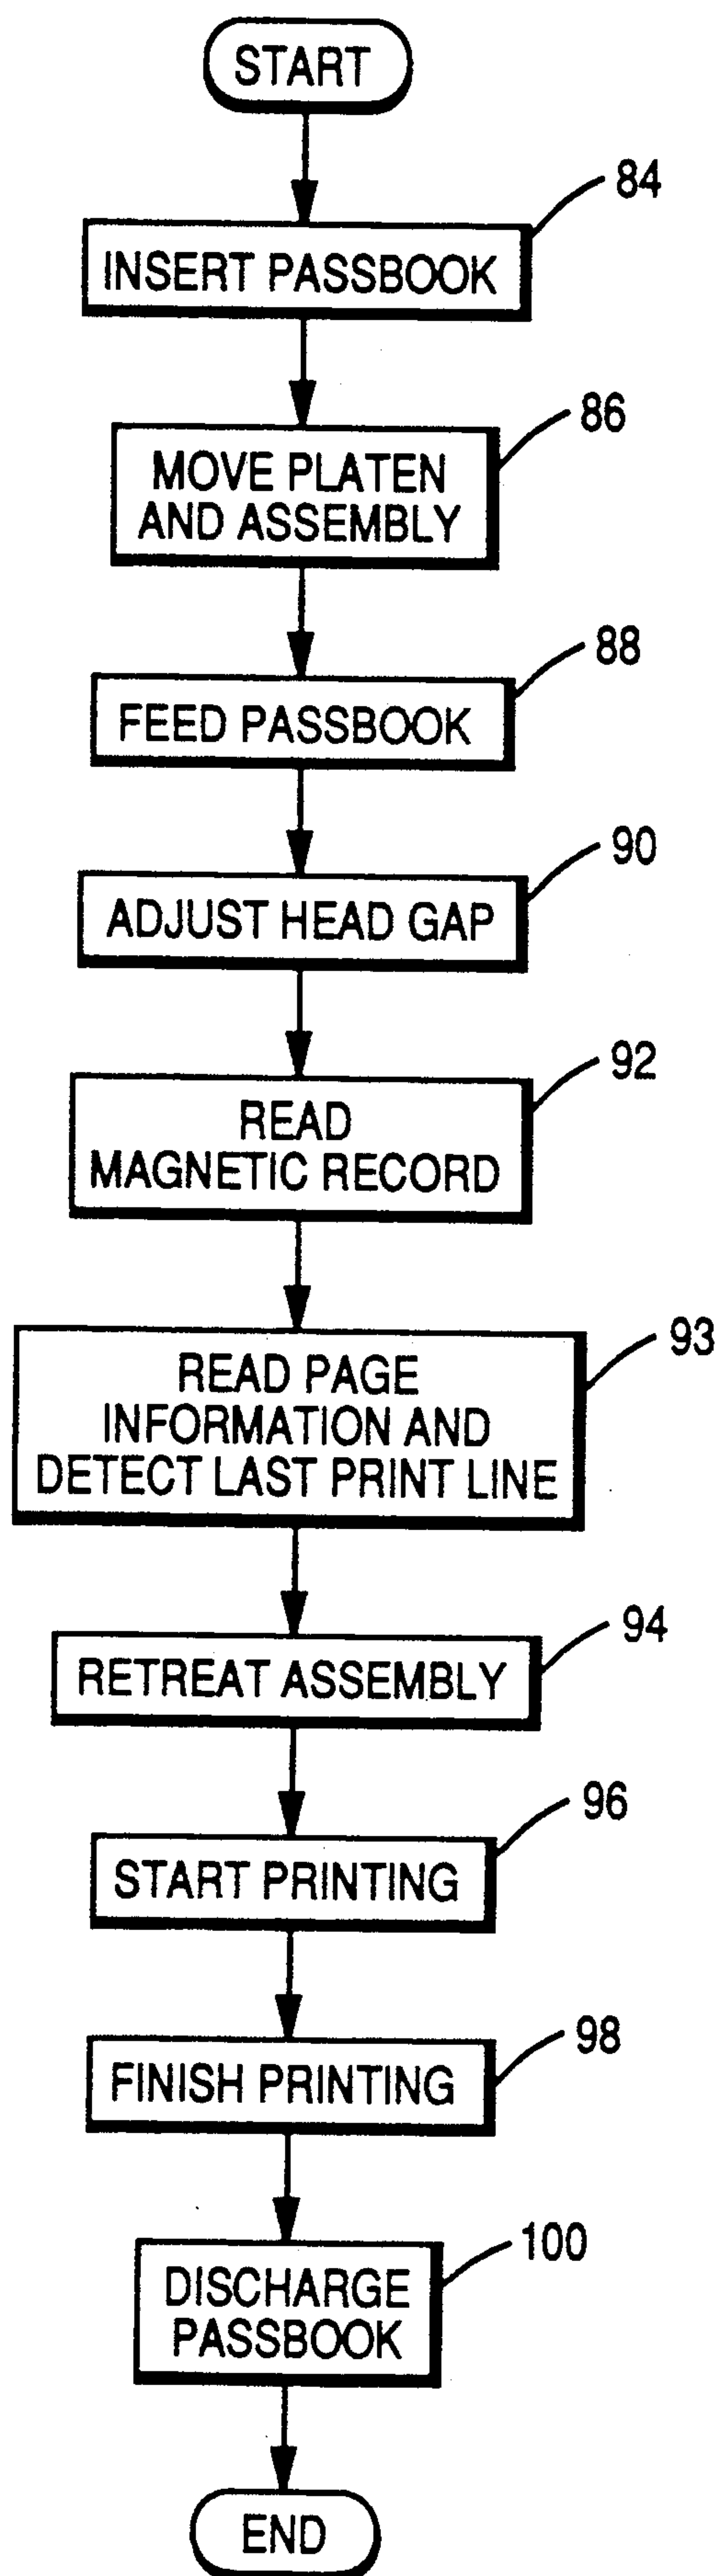 START
84
INSERT PASSBOOK
86
MOVE PLATEN
AND ASSEMBLY
88
FEED PASSBOOK
90
ADJUST HEAD GAP
92
READ
MAGNETIC RECORD
93
READ PAGE
INFORMATION AND
DETECT LAST PRINT LINE
94
RETREAT ASSEMBLY
96
START PRINTING
98
FINISH PRINTING
100
DISCHARGE
PASSBOOK
END